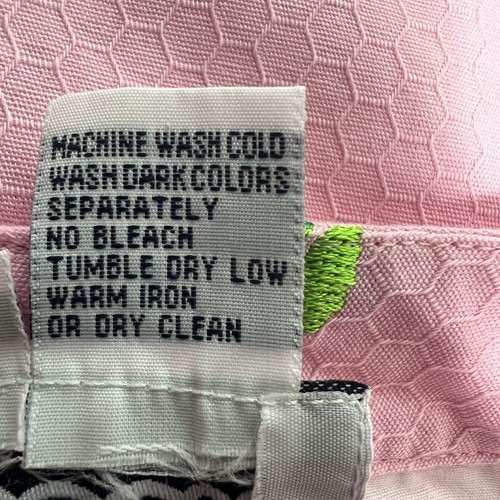 MACHINE WASH COLD
WASH DARK COLORS
SEPARATELY
NO BLEACH
TUMBLE DRY LOW
WARM IRON
OR DRY CLEAN